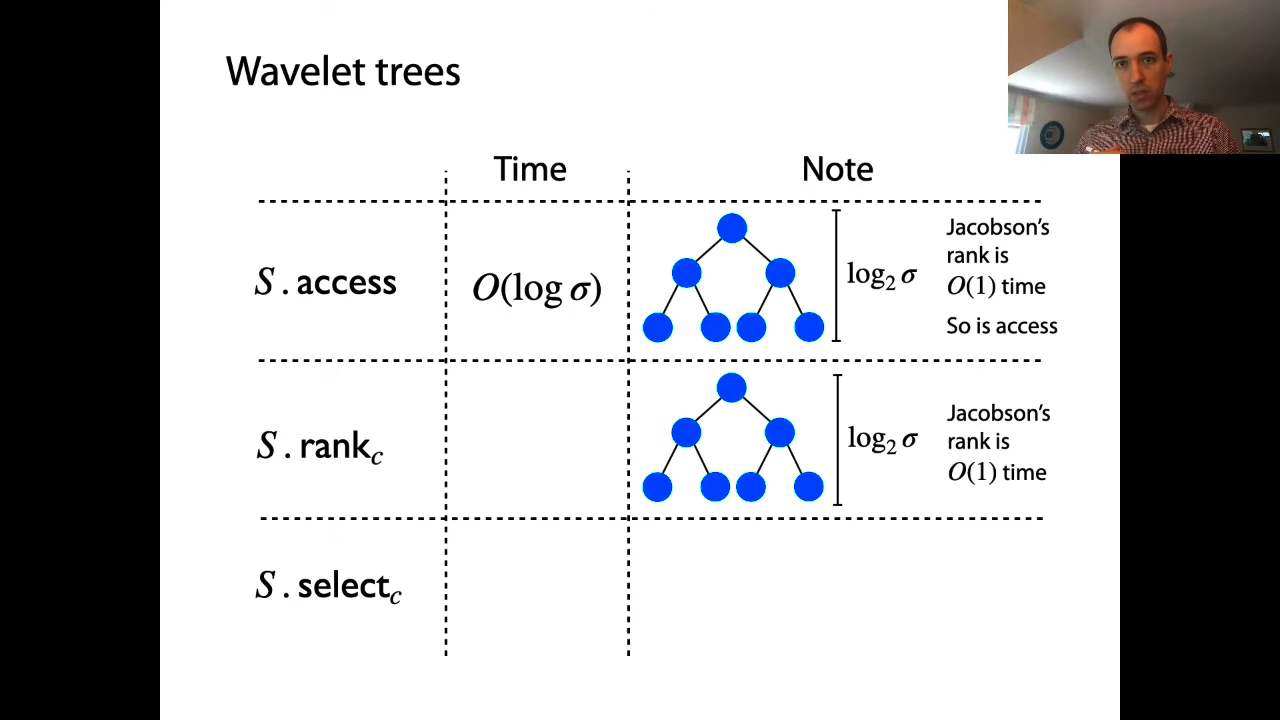 Wavelet trees
Time
Note
S . access
O(log σ)
log₂ σ
Jacobson's
rank is
O(1) time
So is access
S . rank_c
log₂ σ
Jacobson's
rank is
O(1) time
S . select_c